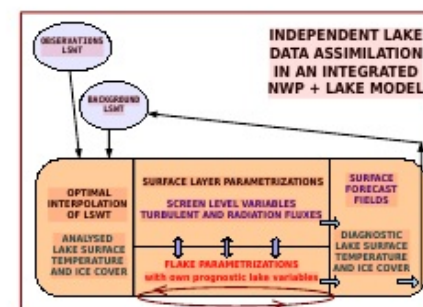 INDEPENDENT LAKE
DATA ASSIMILATION
IN AN INTEGRATED
NWP + LAKE MODEL
OBSERVATIONS
LSWT
BACKGROUND
LSWT
OPTIMAL
INTERPOLATION
OF LSWT
ANALYSED
LAKE SURFACE
TEMPERATURE
AND ICE COVER
SURFACE LAYER PARAMETRIZATIONS
SCREEN LEVEL VARIABLES
TURBULENT AND RADIATION FLUXES
FLAKE PARAMETRIZATIONS
with own prognostic lake variables
SURFACE
FORECAST
FIELDS
DIAGNOSTIC
LAKE SURFACE
TEMPERATURE
AND ICE COVER